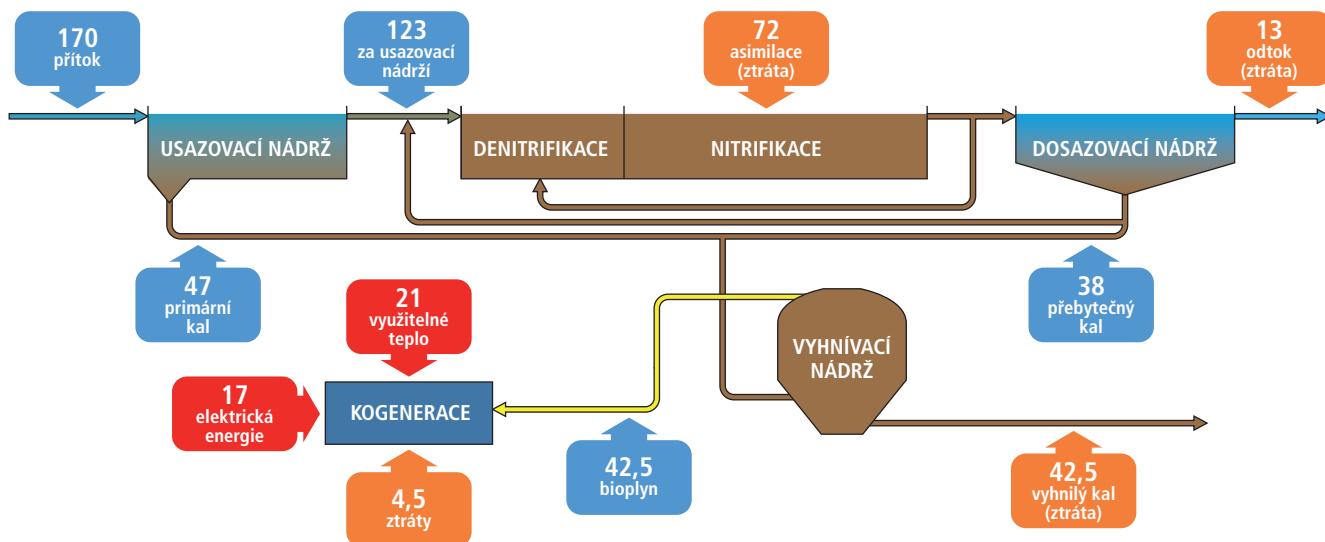 170
přítok
123
za usazovací
nádrží
72
asimilace
(ztráta)
13
odtok
(ztráta)
USAZOVACÍ NÁDRŽ
DENITRIFIKACE
NITRIFIKACE
DOSAZOVACÍ NÁDRŽ
47
primární
kal
21
využitelné
teplo
38
přebytečný
kal
VYHNÍVACÍ
NÁDRŽ
17
elektrická
energie
KOGENERACE
4,5
ztráty
42,5
bioplyn
42,5
vyhnilý kal
(ztráta)